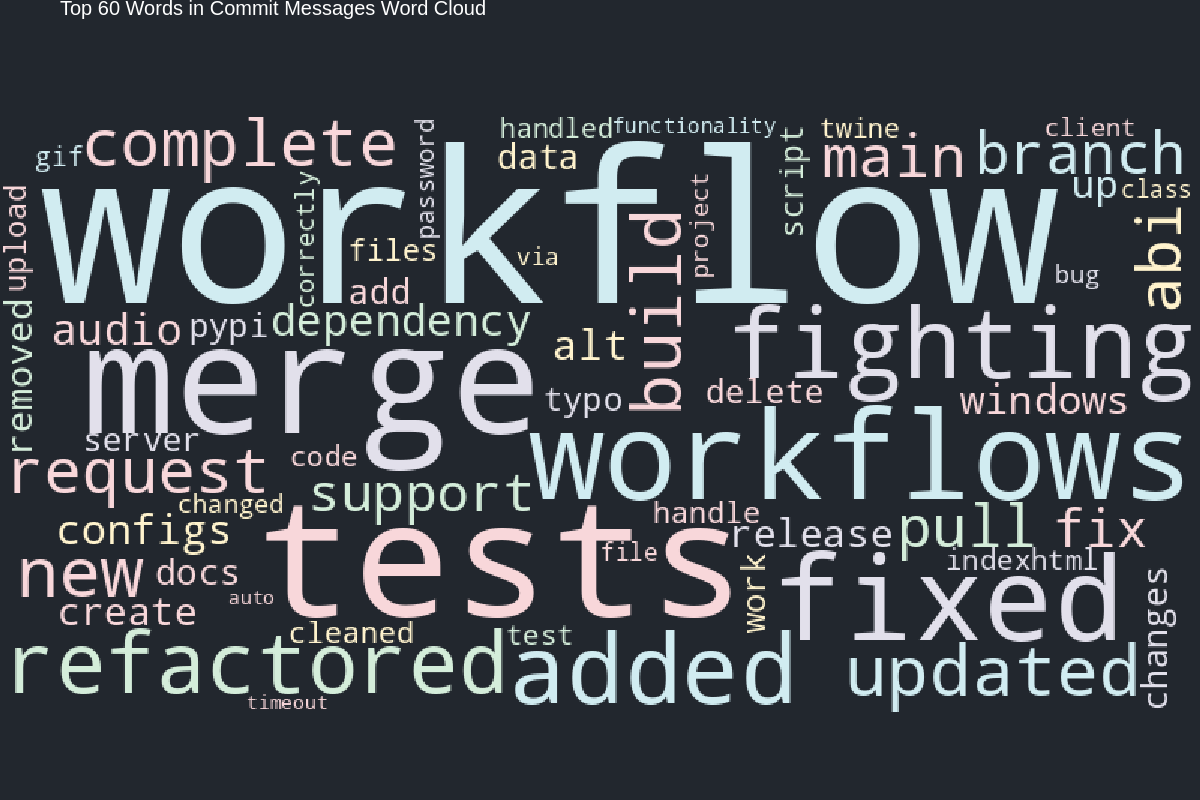 Top 60 Words in Commit Messages Word Cloud
gif
complete
password
handled
functionality
data
script
twine
main
client
branch
up
class
upload
workflow
correctly
files
via
project
build
abi
bug
add
removed
audio
pypi
dependency
alt
fighting
merge
typo
delete
windows
server
request
code
workflows
changed
support
configs
tests
handle
file
release
pull
fix
indexhtml
new
docs
auto
create
work
fixed
changes
cleaned
test
refactored
added
updated
timeout